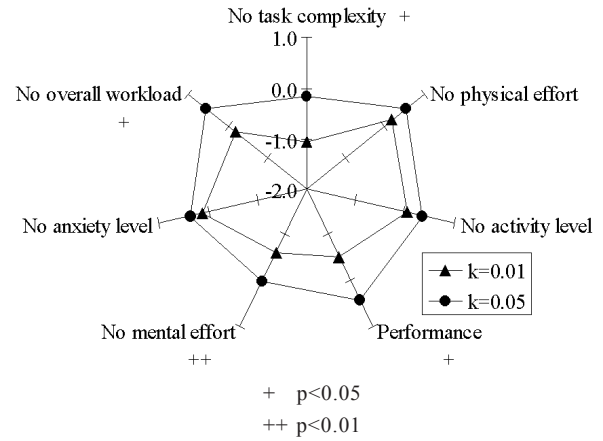 No task complexity +
1.0
0.0
No overall workload
+
No physical effort
-1.0
-2.0
No anxiety level
No activity level
k=0.01
k=0.05
No mental effort
++
Performance
+
+ p<0.05
++ p<0.01